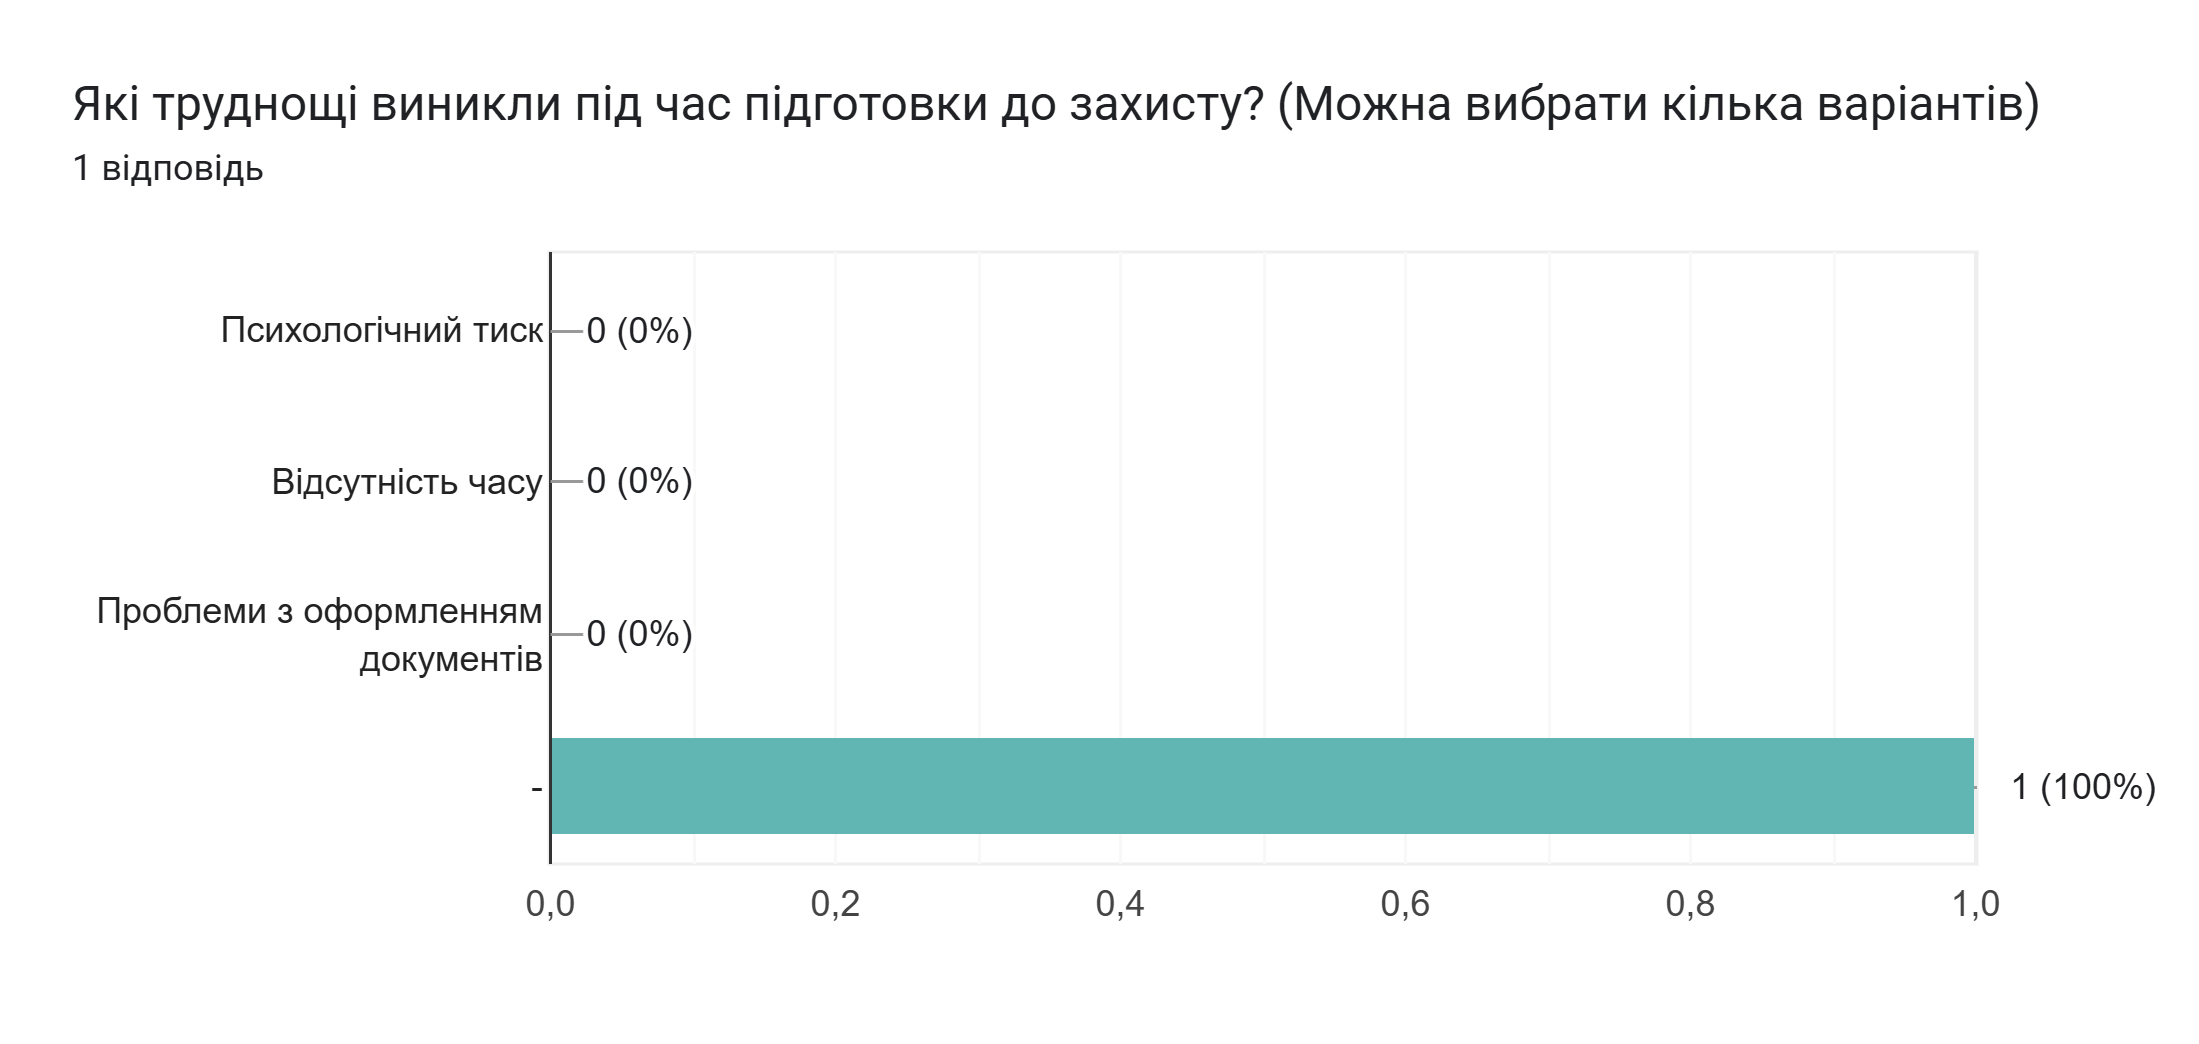 Які труднощі виникли під час підготовки до захисту? (Можна вибрати кілька варіантів)
1 відповідь
Психологічний тиск 0 (0%)
Відсутність часу 0 (0%)
Проблеми з оформленням
документів 0 (0%)
- 1 (100%)
0,0 0,2 0,4 0,6 0,8 1,0